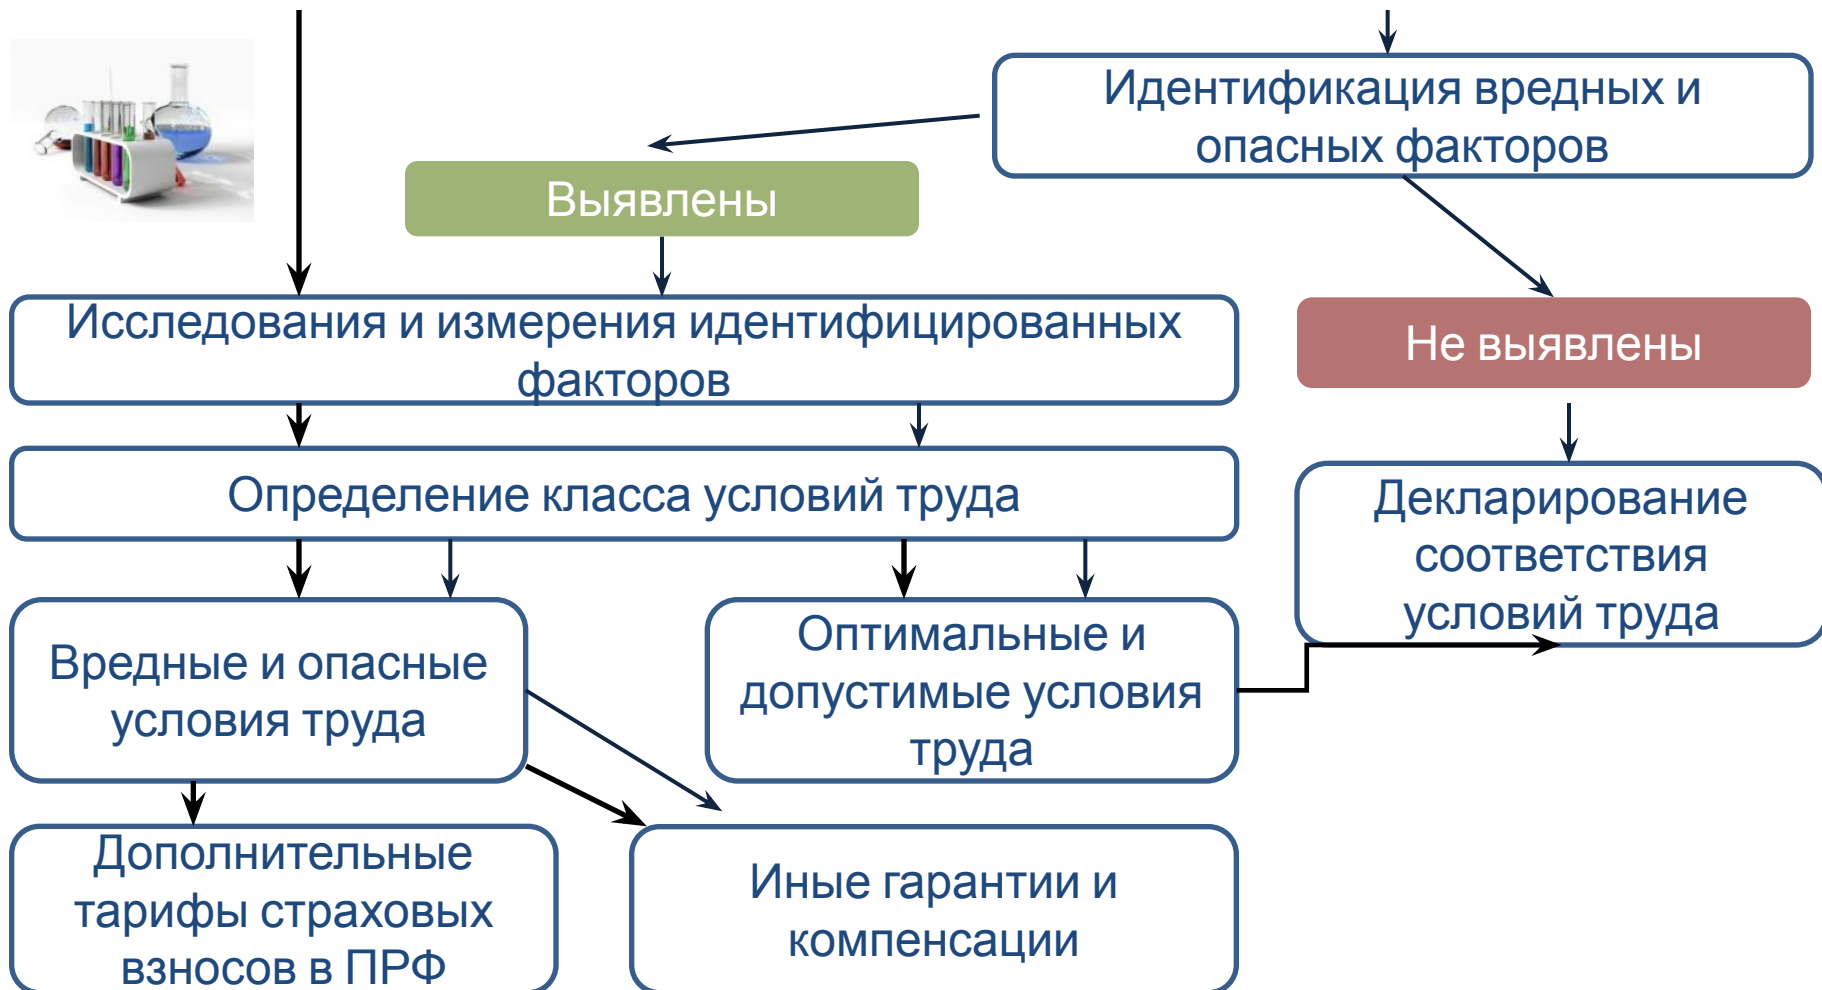 Идентификация вредных и
опасных факторов
Выявлены
Исследования и измерения идентифицированных
факторов
Не выявлены
Определение класса условий труда
Декларирование
соответствия
условий труда
Вредные и опасные
условия труда
Оптимальные и
допустимые условия
труда
Дополнительные
тарифы страховых
взносов в ПРФ
Иные гарантии и
компенсации